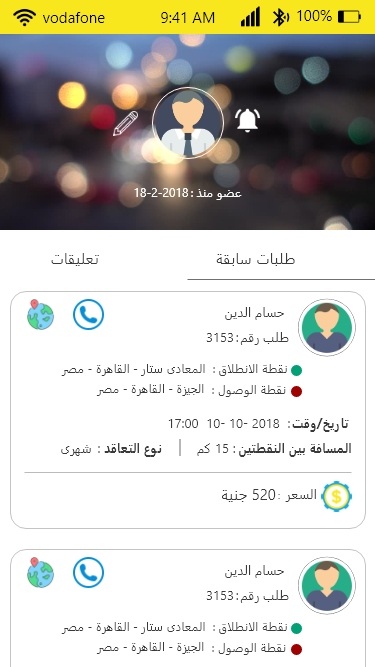 vodafone 9:41 AM 100%
عضو منذ : 2018-2-18
طلبات سابقة تعليقات
حسام الدين
طلب رقم: 3153
نقطة الانطلاق : المعادى ستار - القاهرة - مصر
نقطة الوصول : الجيزة - القاهرة - مصر
تاريخ/وقت: 2018 -10 -10 17:00
المسافة بين النقطتين : 15 كم | نوع التعاقد : شهرى
السعر : 520 جنية
حسام الدين
طلب رقم: 3153
نقطة الانطلاق : المعادى ستار - القاهرة - مصر
نقطة الوصول : الجيزة - القاهرة - مصر